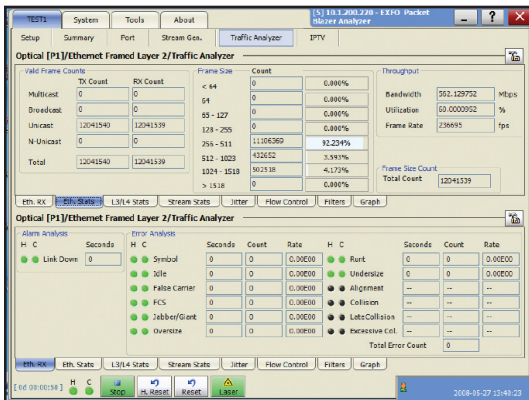 TEST1 System Tools About
[5] 10.1.200.220 - EXFO Packet Blazer Analyzer
Setup Summary Port Stream Gen. Traffic Analyzer IPTV
Optical [P1]/Ethernet Framed Layer 2/Traffic Analyzer
Valid Frame Counts Frame Size Count Throughput
TX Count RX Count
Multicast 0 0
Broadcast 0 0
Unicast 12041540 12041539
N-Unicast 0 0
Total 12041540 12041539
< 64 0 0.000%
64 0 0.000%
65 - 127 0 0.000%
128 - 255 0 0.000%
256 - 511 11106369 92.234%
512 - 1023 432652 3.593%
1024 - 1518 502518 4.173%
> 1518 0 0.000%
Bandwidth 562.129752 Mbps
Utilization 60.0000952 %
Frame Rate 236695 fps
Frame Size Count
Total Count 12041539
Eth. RX Eth. Stats L3/L4 Stats Stream Stats Jitter Flow Control Filters Graph
Optical [P1]/Ethernet Framed Layer 2/Traffic Analyzer
Alarm Analysis Error Analysis
H C Seconds
Link Down 0
H C Seconds Count Rate H C Seconds Count Rate
Symbol 0 0 0.00E00 Runt 0 0 0.00E00
Idle 0 0 0.00E00 Undersize 0 0 0.00E00
False Carrier 0 0 0.00E00 Alignment -- -- --
FCS 0 0 0.00E00 Collision -- -- --
Jabber/Giant 0 0 0.00E00 LateCollision -- -- --
Oversize 0 0 0.00E00 Excessive Col. -- -- --
Total Error Count 0
Eth. RX Eth. Stats L3/L4 Stats Stream Stats Jitter Flow Control Filters Graph
[ 0d 00:00:50 ] H C Stop H. Reset Reset Laser
2008-05-27 13:40:23